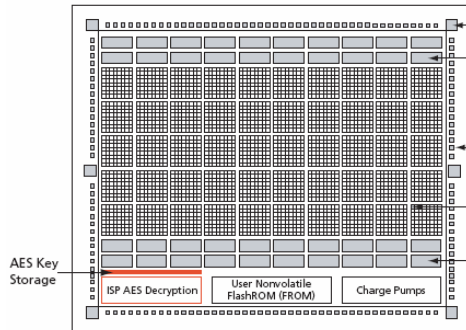 AES Key
Storage
ISP AES Decryption
User Nonvolatile
FlashROM (FROM)
Charge Pumps